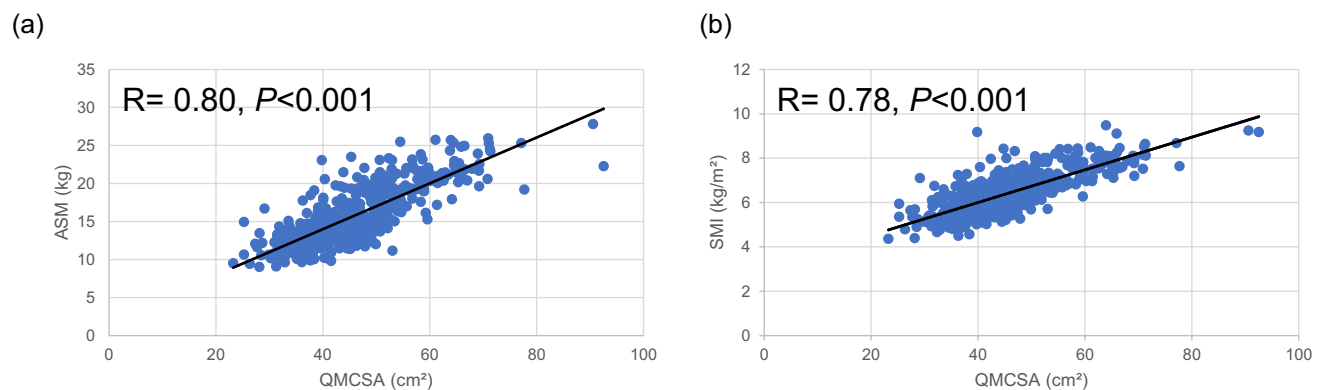 (a)
R= 0.80, P<0.001
ASM (kg)
35
30
25
20
15
10
5
0
0 20 40 60 80 100
QMCSA (cm²)
(b)
R= 0.78, P<0.001
SMI (kg/m²)
12
10
8
6
4
2
0
0 20 40 60 80 100
QMCSA (cm²)